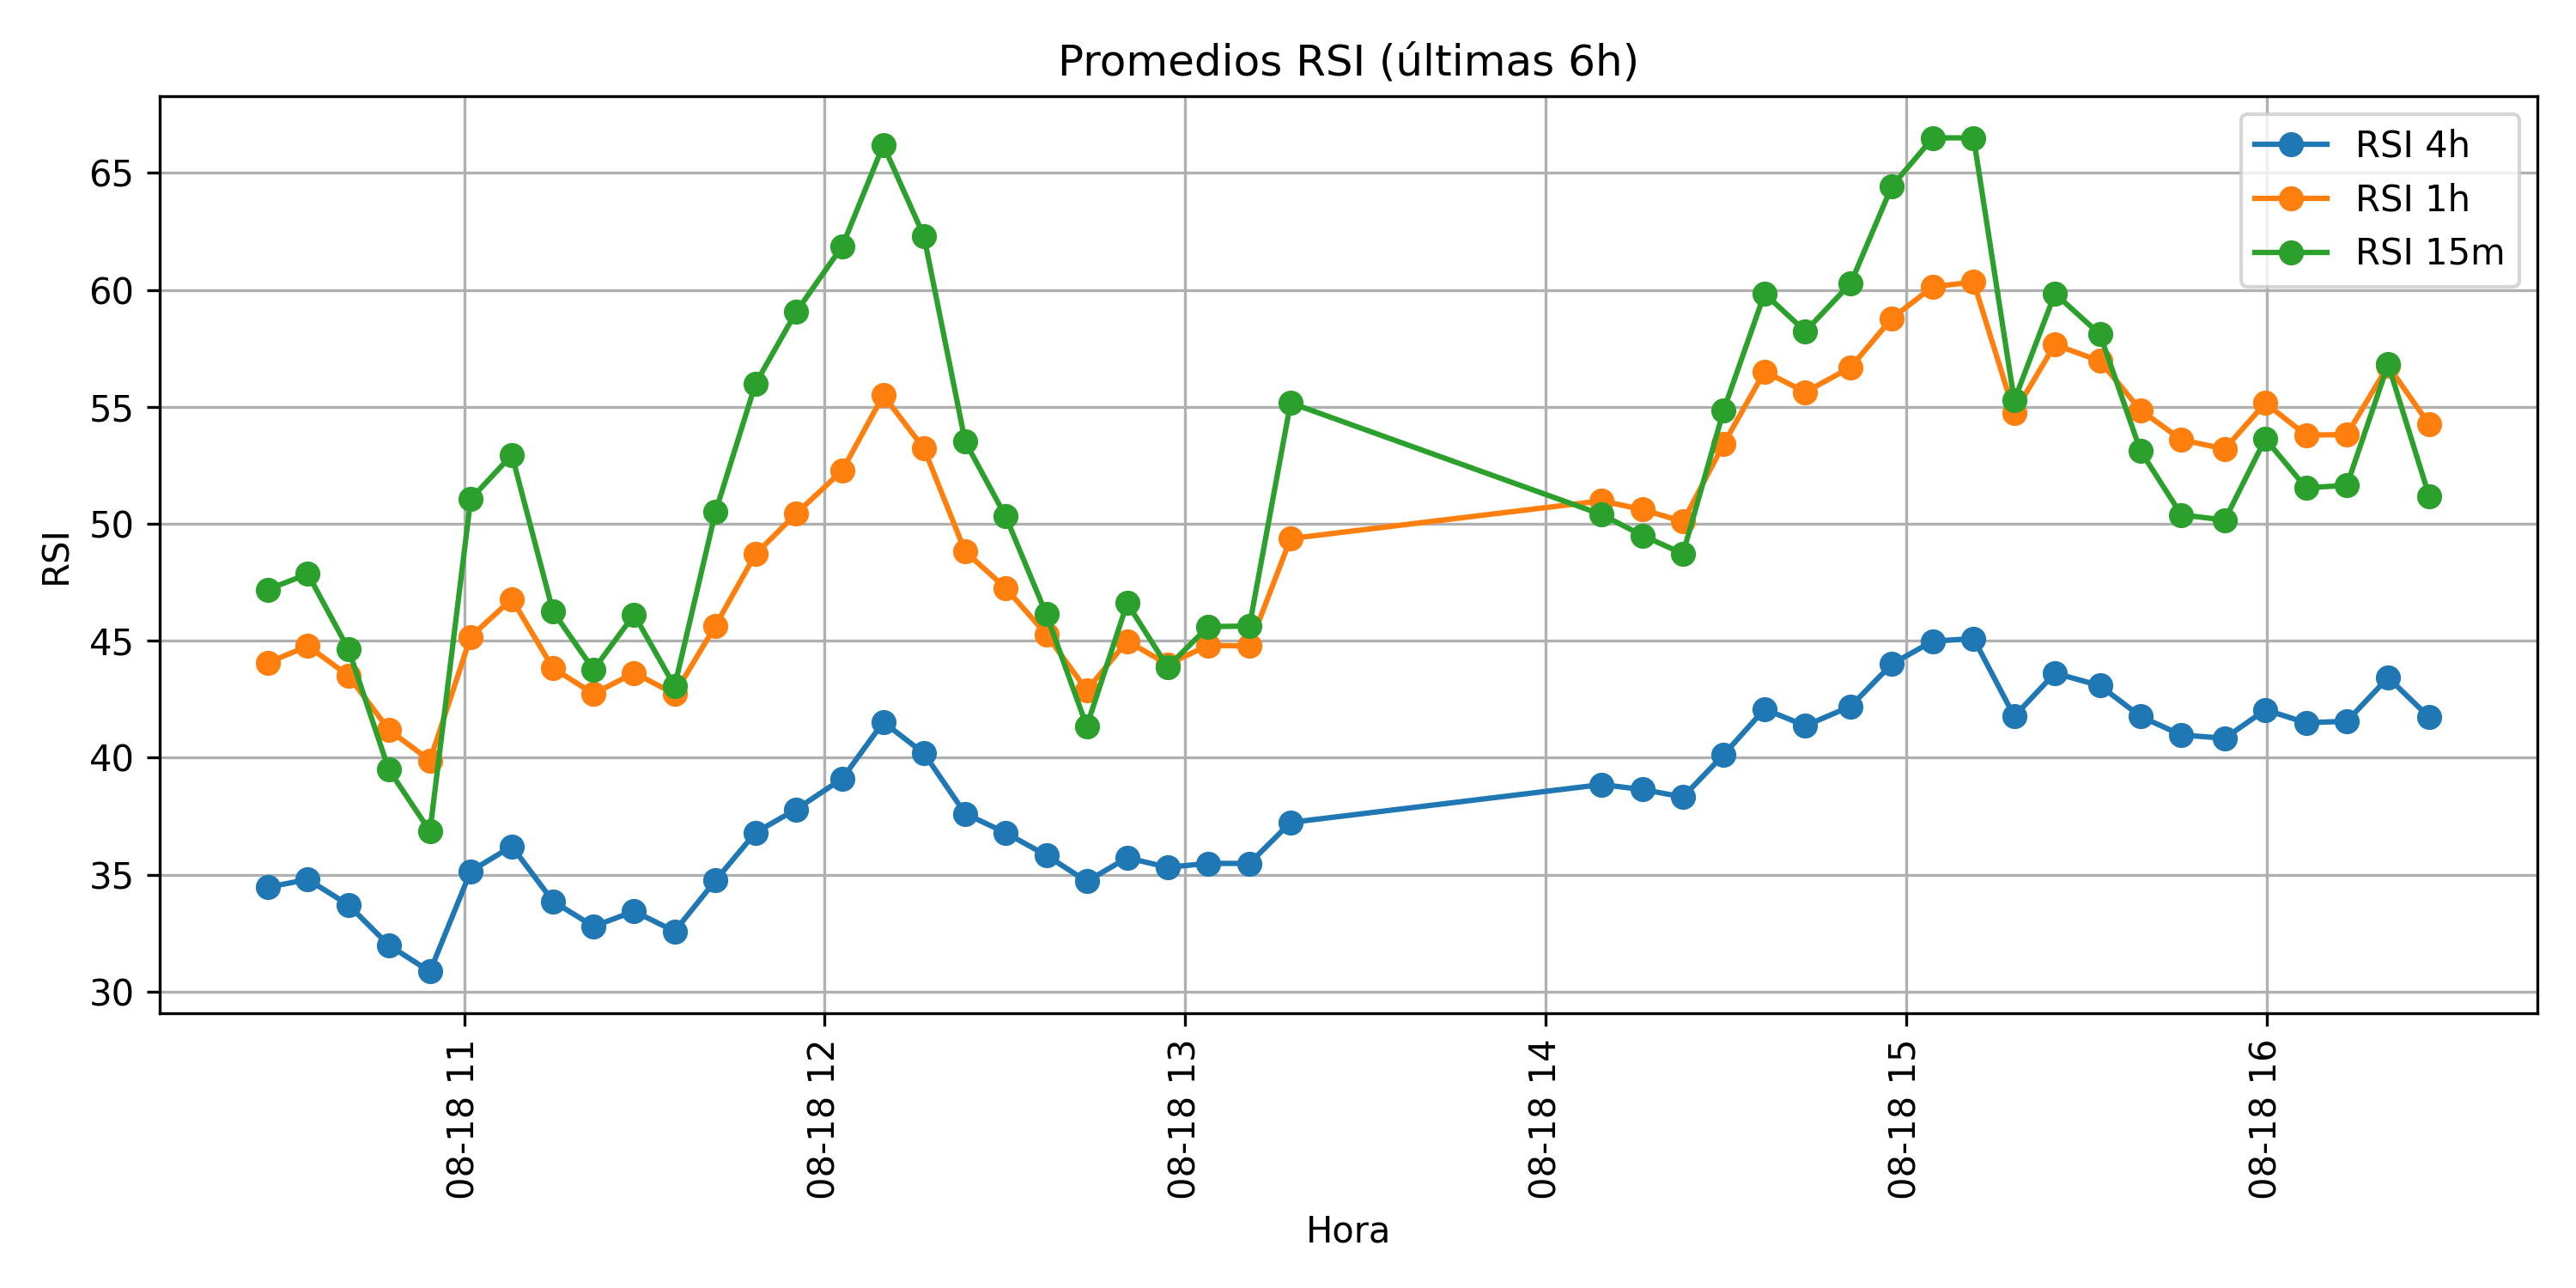 Promedios RSI (últimas 6h)
RSI 4h
RSI 1h
RSI 15m
RSI
65
60
55
50
45
40
35
30
08-18 11
08-18 12
08-18 13
08-18 14
08-18 15
08-18 16
Hora